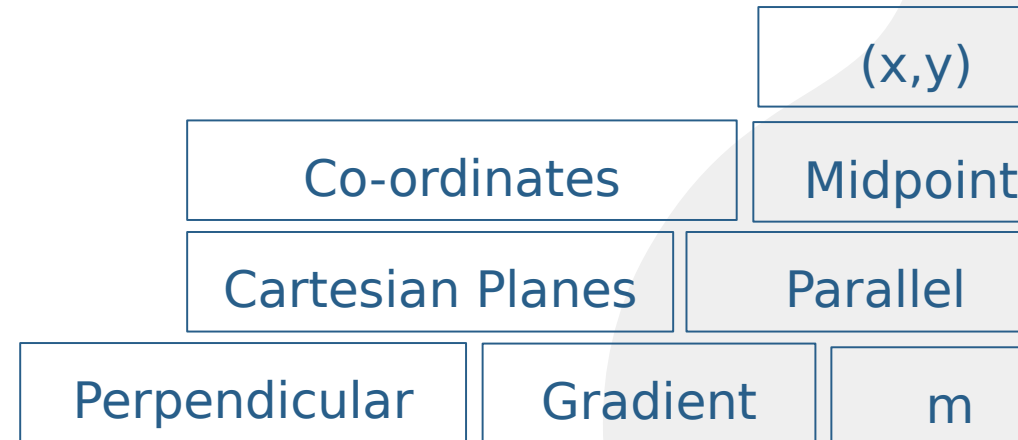 (x,y)
Co-ordinates Midpoint
Cartesian Planes Parallel
Perpendicular Gradient m